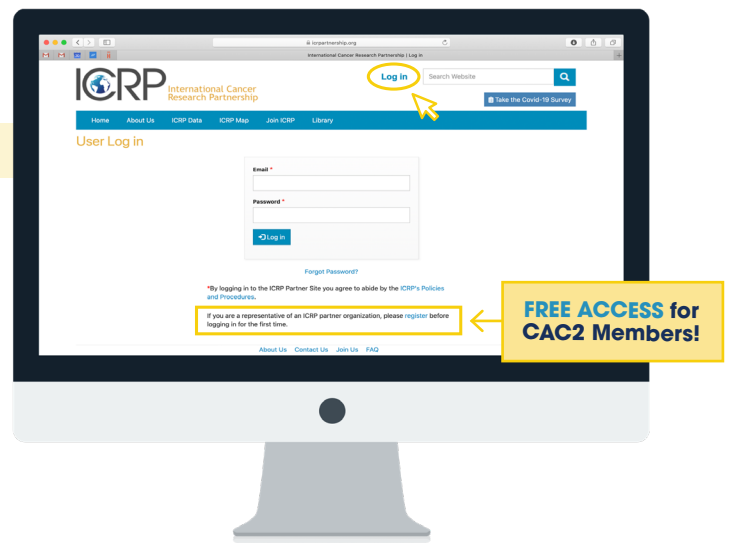 icrpartnership.org
International Cancer Research Partnership | Log in
ICRP
International Cancer
Research Partnership
Log in
Search Website
Take the Covid-19 Survey
Home About Us ICRP Data ICRP Map Join ICRP Library
User Log in
Email *
Password *
Log in
Forgot Password?
*By logging in to the ICRP Partner Site you agree to abide by the ICRP's Policies
and Procedures.
If you are a representative of an ICRP partner organization, please register before
logging in for the first time.
FREE ACCESS for
CAC2 Members!
About Us Contact Us Join Us FAQ